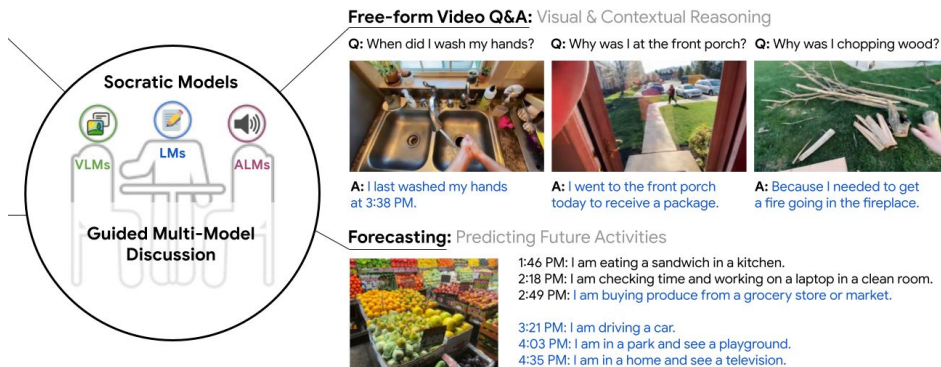 Socratic Models
VLMs
LMs
ALMs
Guided Multi-Model
Discussion
Free-form Video Q&A: Visual & Contextual Reasoning
Q: When did I wash my hands?
A: I last washed my hands
at 3:38 PM.
Q: Why was I at the front porch?
A: I went to the front porch
today to receive a package.
Q: Why was I chopping wood?
A: Because I needed to get
a fire going in the fireplace.
Forecasting: Predicting Future Activities
1:46 PM: I am eating a sandwich in a kitchen.
2:18 PM: I am checking time and working on a laptop in a clean room.
2:49 PM: I am buying produce from a grocery store or market.
3:21 PM: I am driving a car.
4:03 PM: I am in a park and see a playground.
4:35 PM: I am in a home and see a television.